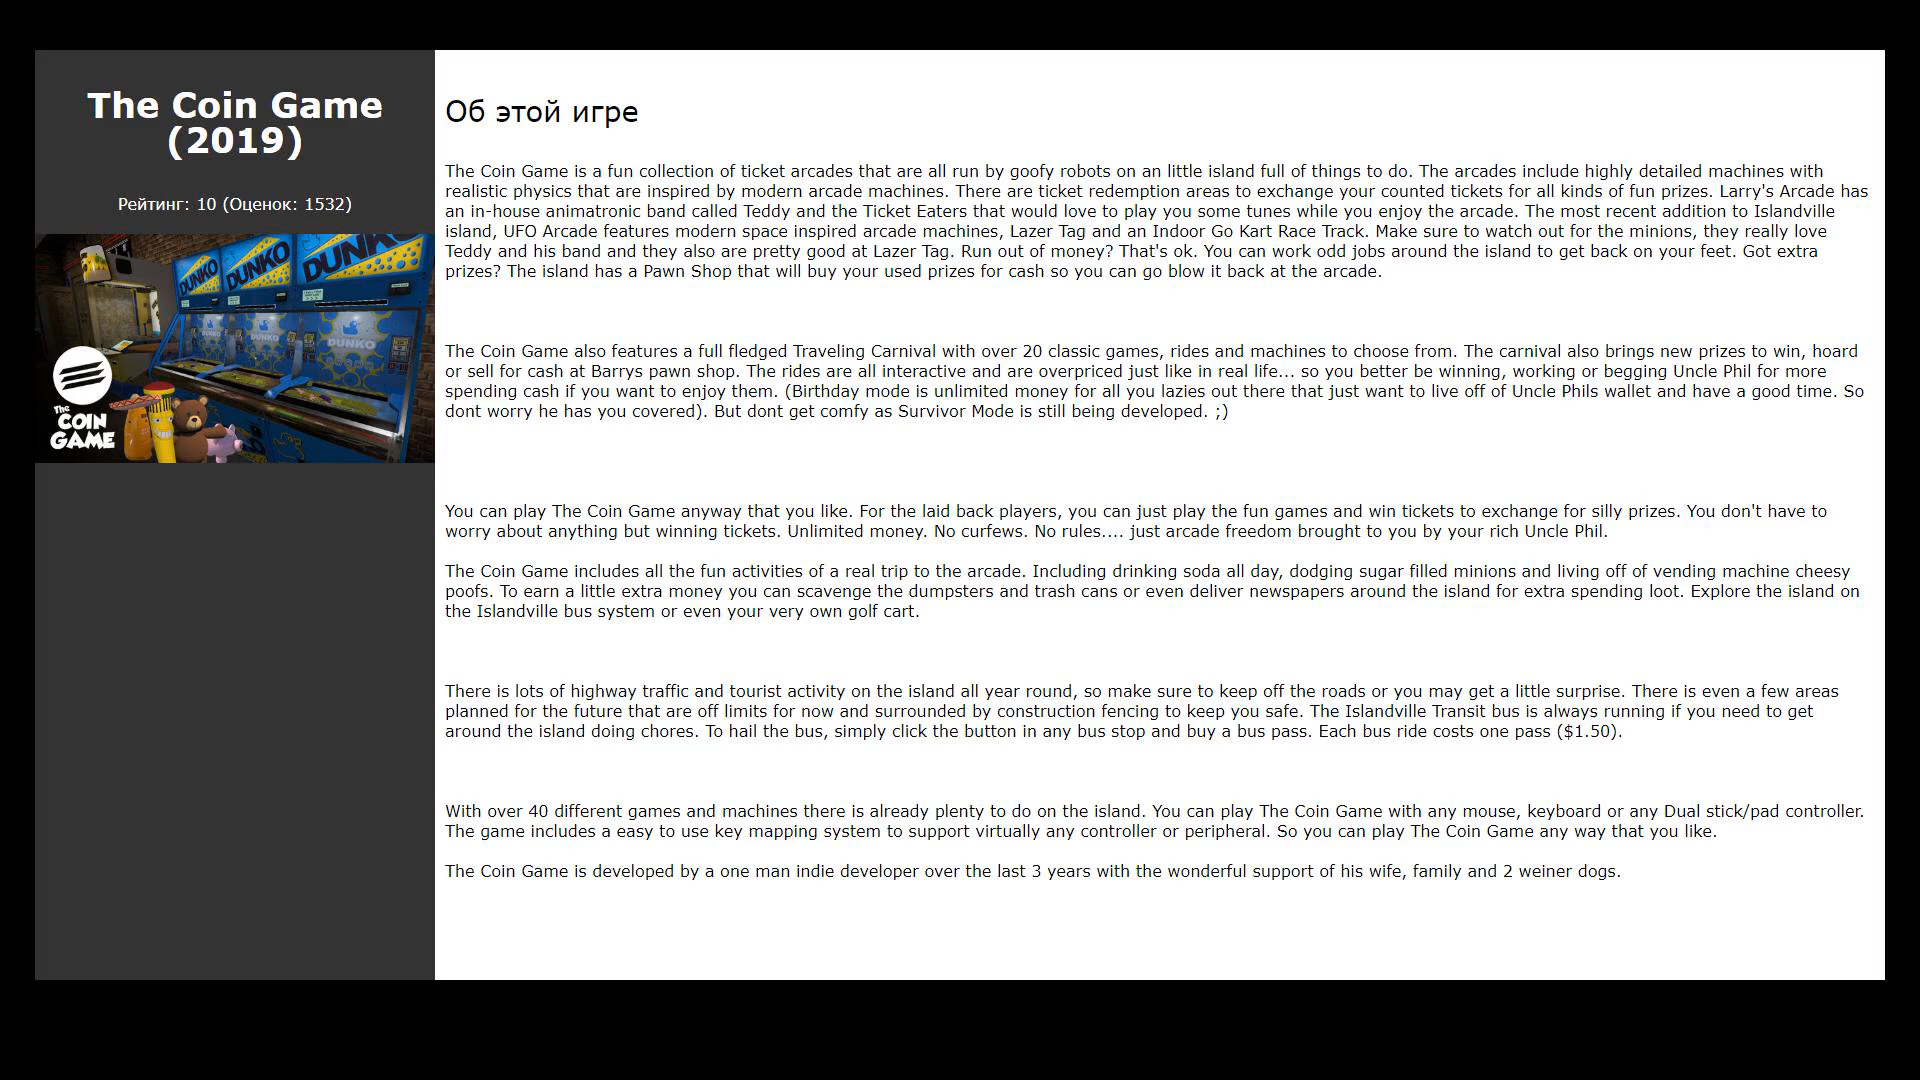 The Coin Game
(2019)
Рейтинг: 10 (Оценок: 1532)
DUNKO
DUNKO
DUNKO
DUNKO
DUNKO
The
COIN
GAME
Об этой игре
The Coin Game is a fun collection of ticket arcades that are all run by goofy robots on an little island full of things to do. The arcades include highly detailed machines with
realistic physics that are inspired by modern arcade machines. There are ticket redemption areas to exchange your counted tickets for all kinds of fun prizes. Larry's Arcade has
an in-house animatronic band called Teddy and the Ticket Eaters that would love to play you some tunes while you enjoy the arcade. The most recent addition to Islandville
island, UFO Arcade features modern space inspired arcade machines, Lazer Tag and an Indoor Go Kart Race Track. Make sure to watch out for the minions, they really love
Teddy and his band and they also are pretty good at Lazer Tag. Run out of money? That's ok. You can work odd jobs around the island to get back on your feet. Got extra
prizes? The island has a Pawn Shop that will buy your used prizes for cash so you can go blow it back at the arcade.
The Coin Game also features a full fledged Traveling Carnival with over 20 classic games, rides and machines to choose from. The carnival also brings new prizes to win, hoard
or sell for cash at Barrys pawn shop. The rides are all interactive and are overpriced just like in real life... so you better be winning, working or begging Uncle Phil for more
spending cash if you want to enjoy them. (Birthday mode is unlimited money for all you lazies out there that just want to live off of Uncle Phils wallet and have a good time. So
dont worry he has you covered). But dont get comfy as Survivor Mode is still being developed. ;)
You can play The Coin Game anyway that you like. For the laid back players, you can just play the fun games and win tickets to exchange for silly prizes. You don't have to
worry about anything but winning tickets. Unlimited money. No curfews. No rules.... just arcade freedom brought to you by your rich Uncle Phil.
The Coin Game includes all the fun activities of a real trip to the arcade. Including drinking soda all day, dodging sugar filled minions and living off of vending machine cheesy
poofs. To earn a little extra money you can scavenge the dumpsters and trash cans or even deliver newspapers around the island for extra spending loot. Explore the island on
the Islandville bus system or even your very own golf cart.
There is lots of highway traffic and tourist activity on the island all year round, so make sure to keep off the roads or you may get a little surprise. There is even a few areas
planned for the future that are off limits for now and surrounded by construction fencing to keep you safe. The Islandville Transit bus is always running if you need to get
around the island doing chores. To hail the bus, simply click the button in any bus stop and buy a bus pass. Each bus ride costs one pass ($1.50).
With over 40 different games and machines there is already plenty to do on the island. You can play The Coin Game with any mouse, keyboard or any Dual stick/pad controller.
The game includes a easy to use key mapping system to support virtually any controller or peripheral. So you can play The Coin Game any way that you like.
The Coin Game is developed by a one man indie developer over the last 3 years with the wonderful support of his wife, family and 2 weiner dogs.